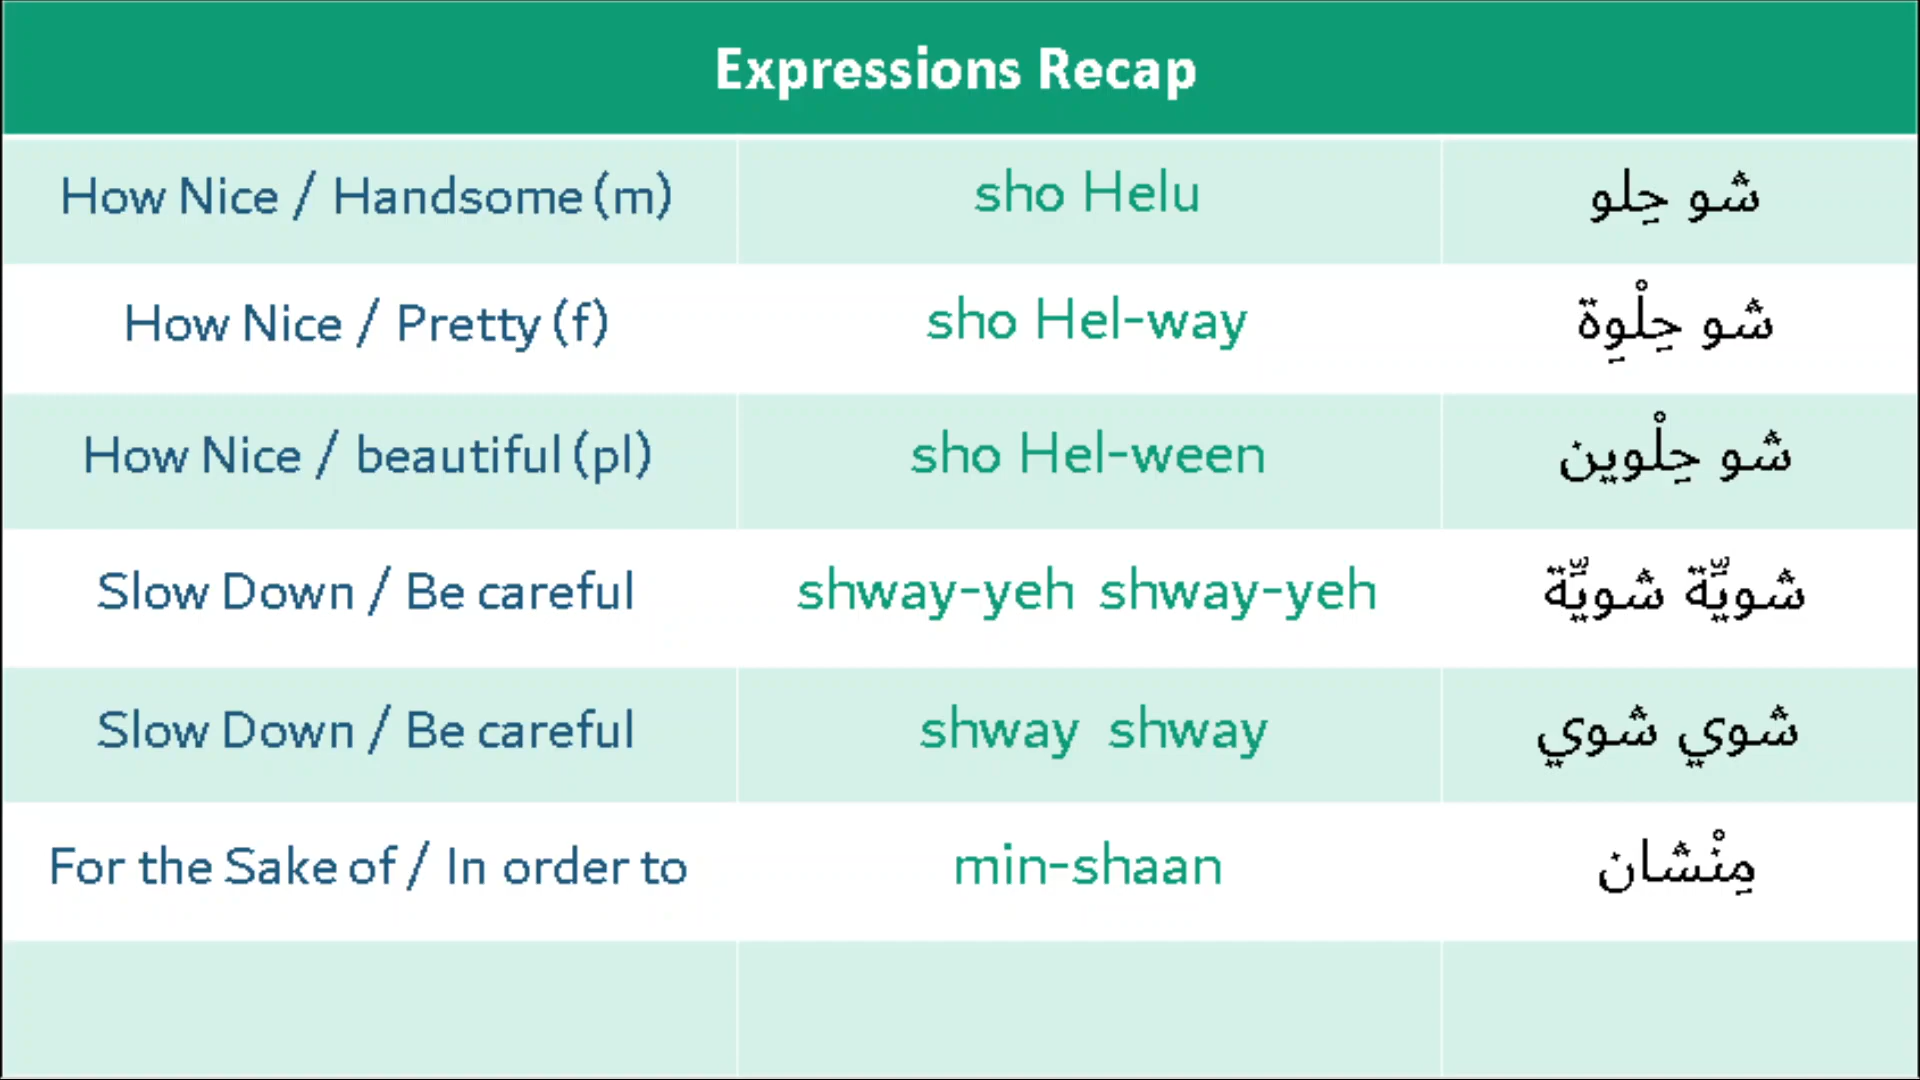 Expressions Recap
How Nice / Handsome (m) sho Helu شو حِلو
How Nice / Pretty (f) sho Hel-way شو حِلْوِة
How Nice / beautiful (pl) sho Hel-ween شو حِلْوين
Slow Down / Be careful shway-yeh shway-yeh شويِّة شويِّة
Slow Down / Be careful shway shway شوي شوي
For the Sake of / In order to min-shaan مِنْشان